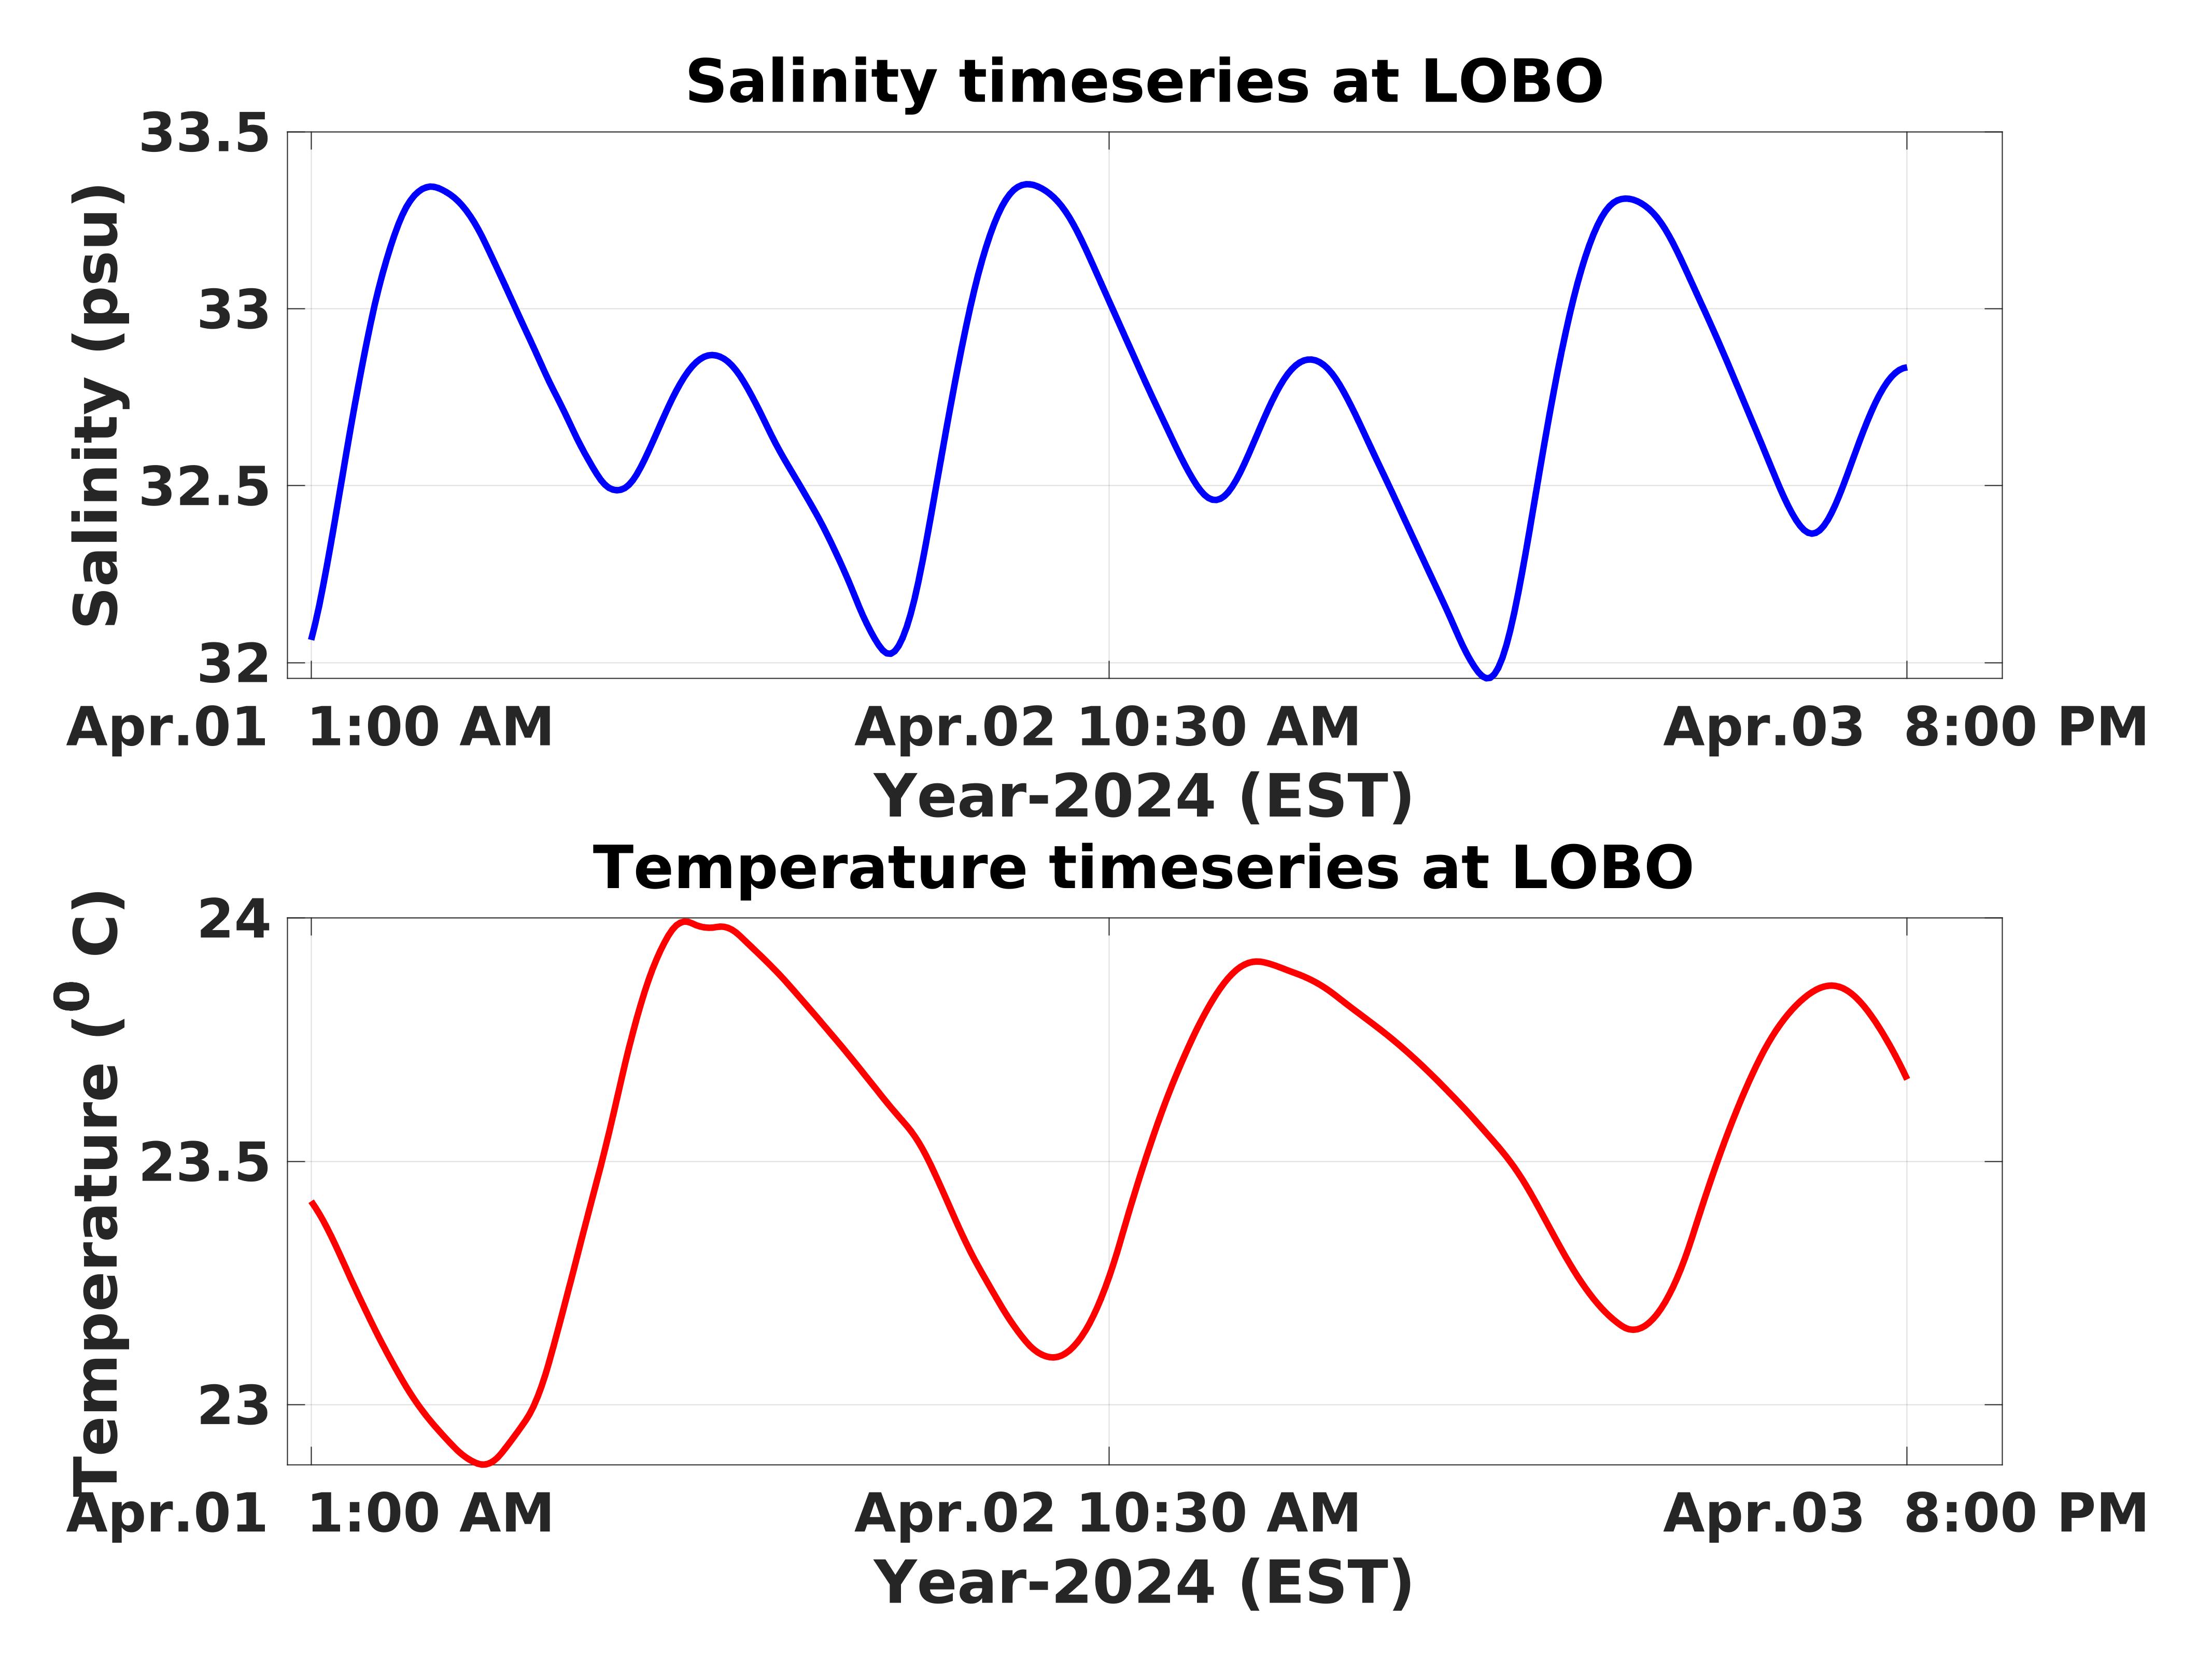 Salinity timeseries at LOBO
Salinity (psu)
33.5
33
32.5
32
Apr.01  1:00 AM Apr.02 10:30 AM Apr.03  8:00 PM
Year-2024 (EST)
Temperature timeseries at LOBO
Temperature (⁰ C)
24
23.5
23
Apr.01  1:00 AM Apr.02 10:30 AM Apr.03  8:00 PM
Year-2024 (EST)